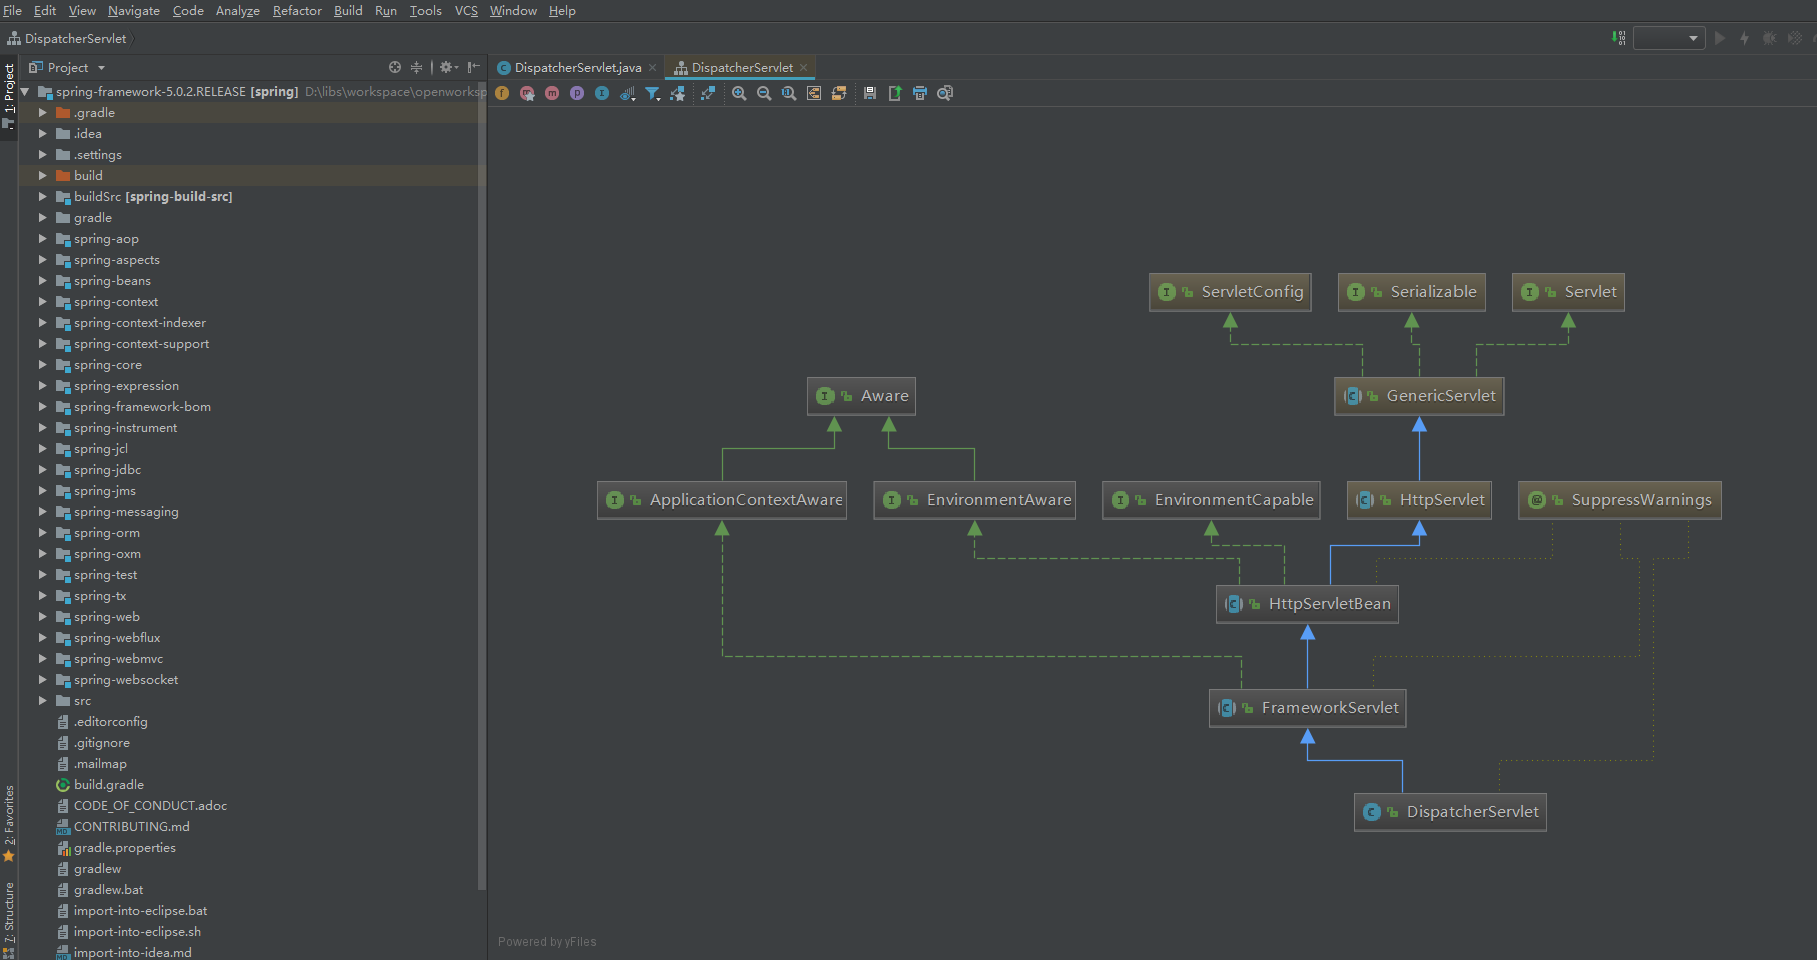 File Edit View Navigate Code Analyze Refactor Build Run Tools VCS Window Help
DispatcherServlet
Project
DispatcherServlet.java
DispatcherServlet
1: Project
2: Favorites
7: Structure
spring-framework-5.0.2.RELEASE [spring] D:\libs\workspace\openworksp
.gradle
.idea
.settings
build
buildSrc [spring-build-src]
gradle
spring-aop
spring-aspects
spring-beans
spring-context
spring-context-indexer
spring-context-support
spring-core
spring-expression
spring-framework-bom
spring-instrument
spring-jcl
spring-jdbc
spring-jms
spring-messaging
spring-orm
spring-oxm
spring-test
spring-tx
spring-web
spring-webflux
spring-webmvc
spring-websocket
src
.editorconfig
.gitignore
.mailmap
build.gradle
CODE_OF_CONDUCT.adoc
CONTRIBUTING.md
gradle.properties
gradlew
gradlew.bat
import-into-eclipse.bat
import-into-eclipse.sh
import-into-idea.md
ServletConfig
Serializable
Servlet
Aware
GenericServlet
ApplicationContextAware
EnvironmentAware
EnvironmentCapable
HttpServlet
SuppressWarnings
HttpServletBean
FrameworkServlet
DispatcherServlet
Powered by yFiles